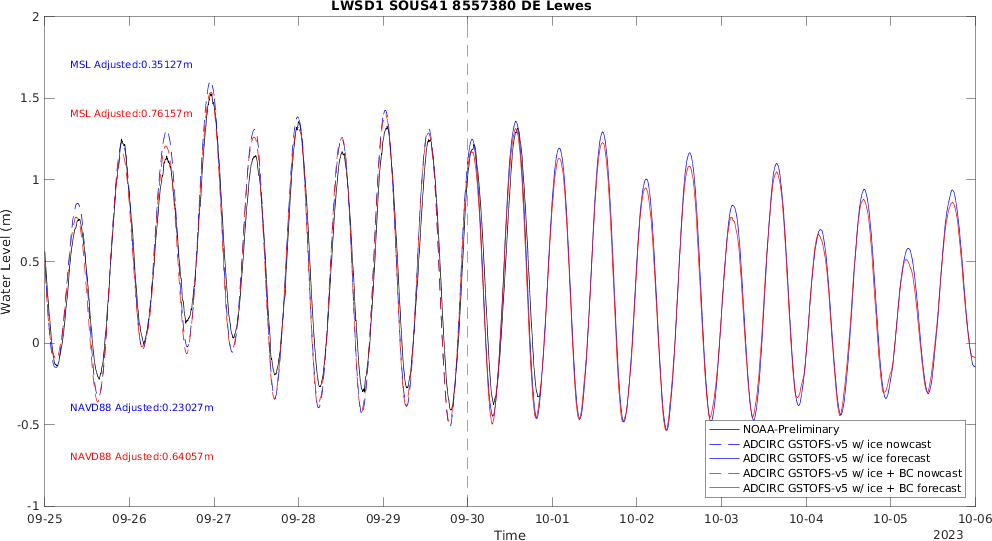 LWSD1 SOUS41 8557380 DE Lewes
2
1.5
1
0.5
0
-0.5
-1
Water Level (m)
MSL Adjusted:0.35127m
MSL Adjusted:0.76157m
NAVD88 Adjusted:0.23027m
NAVD88 Adjusted:0.64057m
NOAA-Preliminary
ADCIRC GSTOFS-v5 w/ ice nowcast
ADCIRC GSTOFS-v5 w/ ice forecast
ADCIRC GSTOFS-v5 w/ ice + BC nowcast
ADCIRC GSTOFS-v5 w/ ice + BC forecast
09-25 09-26 09-27 09-28 09-29 09-30 10-01 10-02 10-03 10-04 10-05 10-06
Time
2023